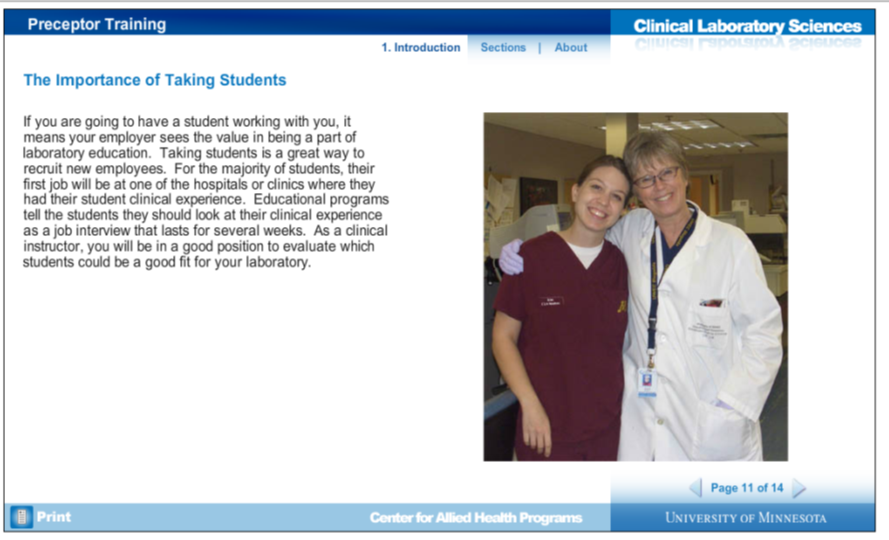 Preceptor Training
Clinical Laboratory Sciences
1. Introduction Sections | About
The Importance of Taking Students
If you are going to have a student working with you, it
means your employer sees the value in being a part of
laboratory education. Taking students is a great way to
recruit new employees. For the majority of students, their
first job will be at one of the hospitals or clinics where they
had their student clinical experience. Educational programs
tell the students they should look at their clinical experience
as a job interview that lasts for several weeks. As a clinical
instructor, you will be in a good position to evaluate which
students could be a good fit for your laboratory.
Page 11 of 14
Print
Center for Allied Health Programs
UNIVERSITY OF MINNESOTA